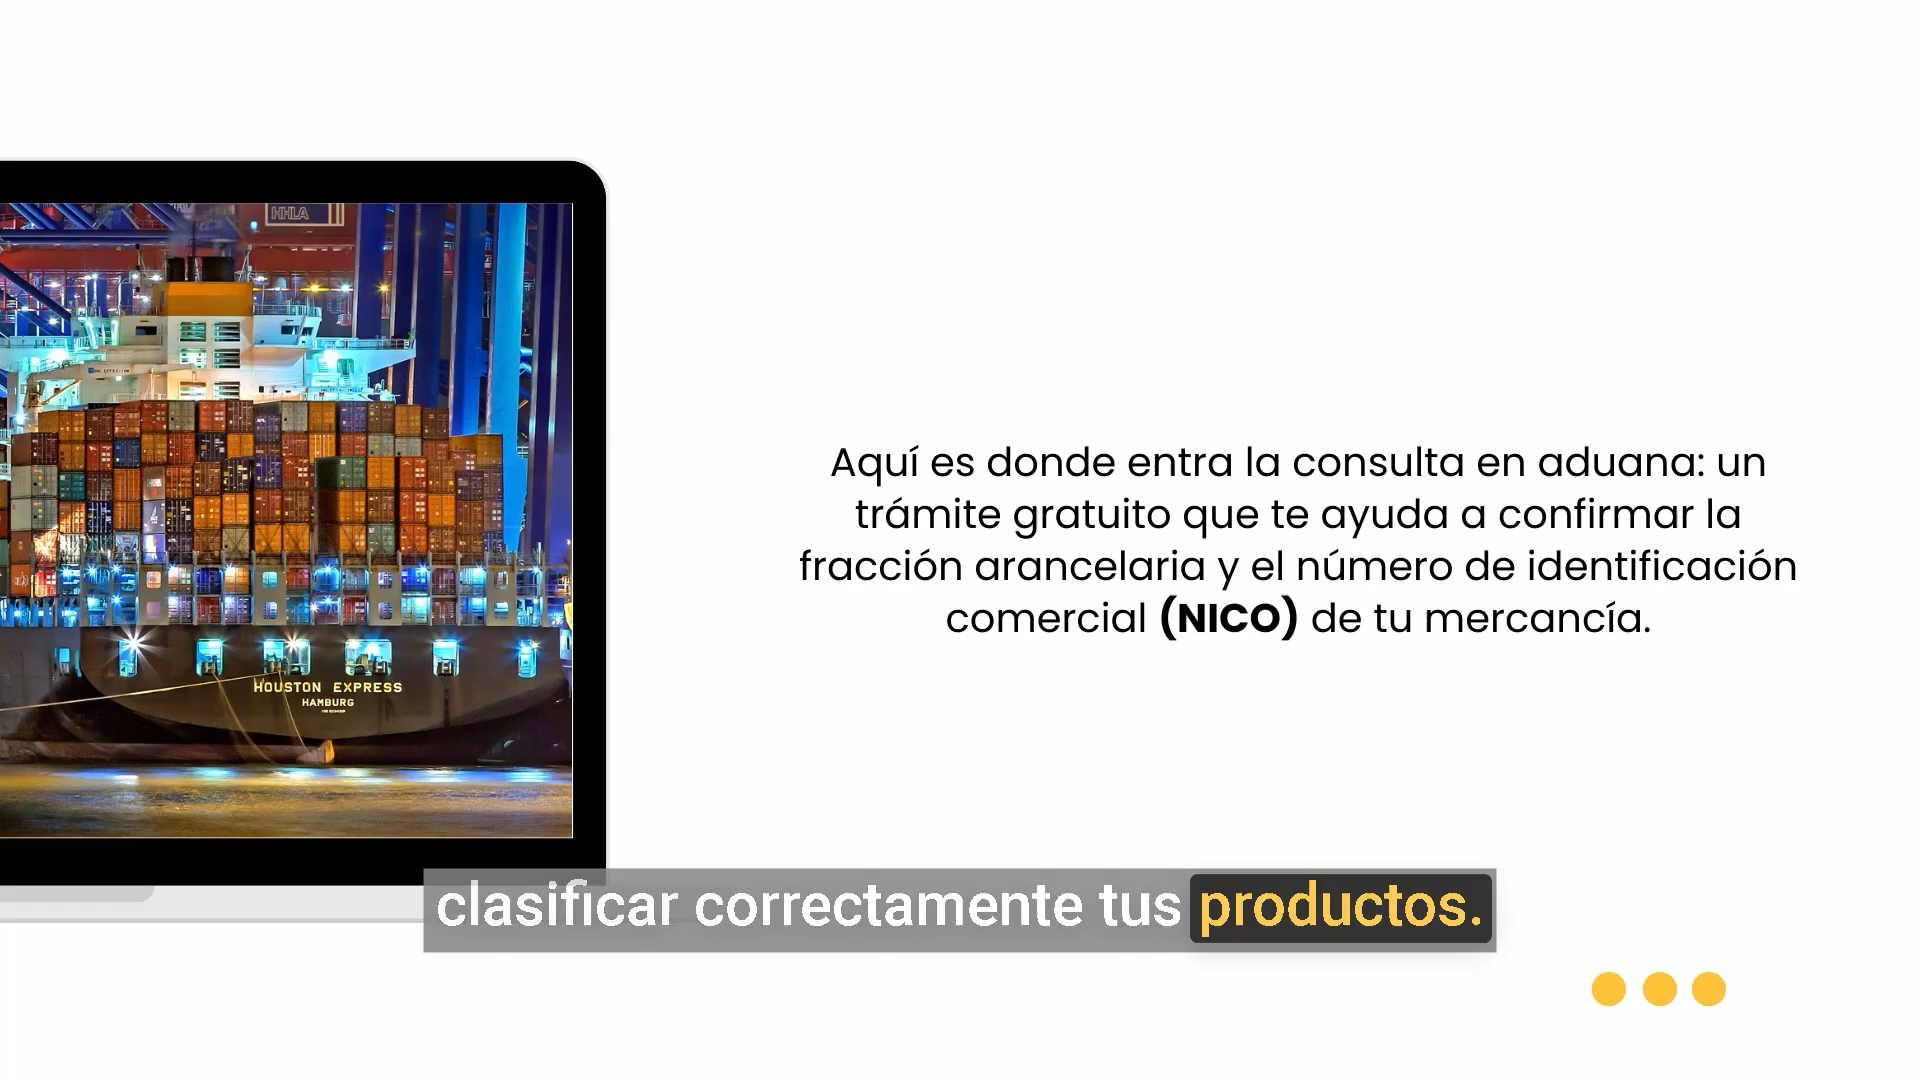 HHLA
HOUSTON EXPRESS
HAMBURG
Aquí es donde entra la consulta en aduana: un
trámite gratuito que te ayuda a confirmar la
fracción arancelaria y el número de identificación
comercial (NICO) de tu mercancía.
clasificar correctamente tus productos.